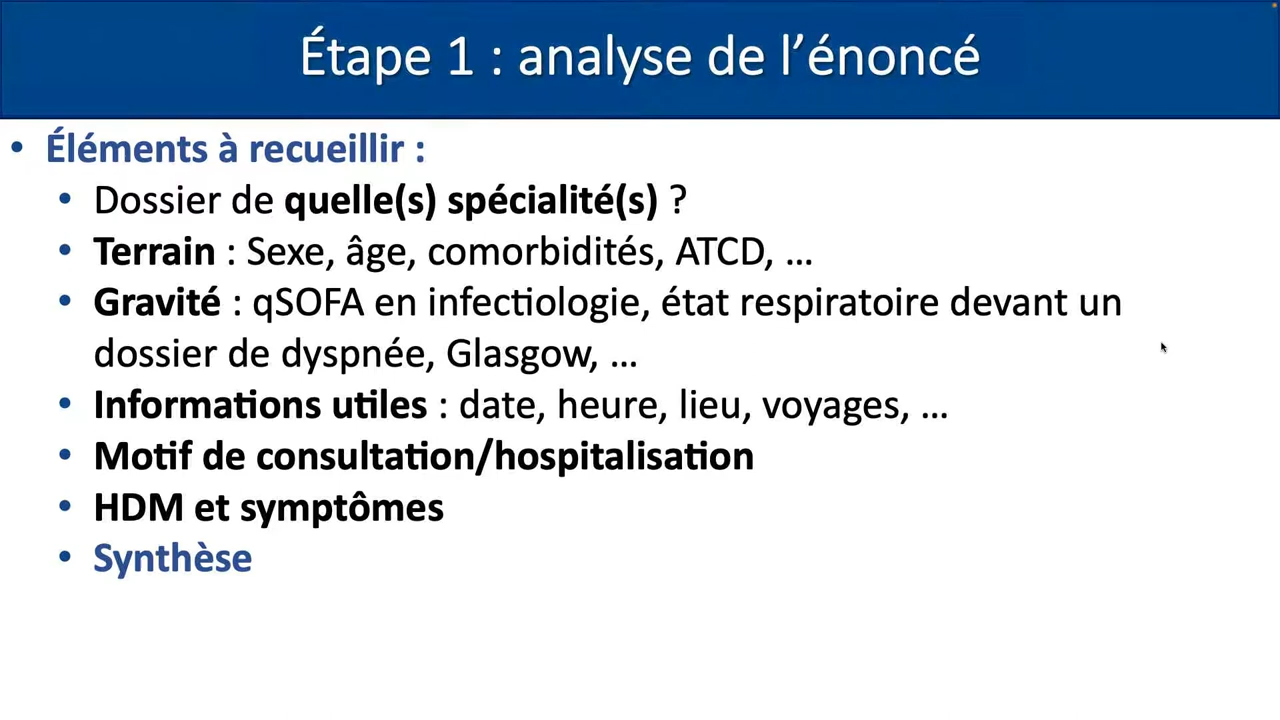 Étape 1 : analyse de l’énoncé
• Éléments à recueillir :
• Dossier de quelle(s) spécialité(s) ?
• Terrain : Sexe, âge, comorbidités, ATCD, …
• Gravité : qSOFA en infectiologie, état respiratoire devant un
dossier de dyspnée, Glasgow, …
• Informations utiles : date, heure, lieu, voyages, …
• Motif de consultation/hospitalisation
• HDM et symptômes
• Synthèse